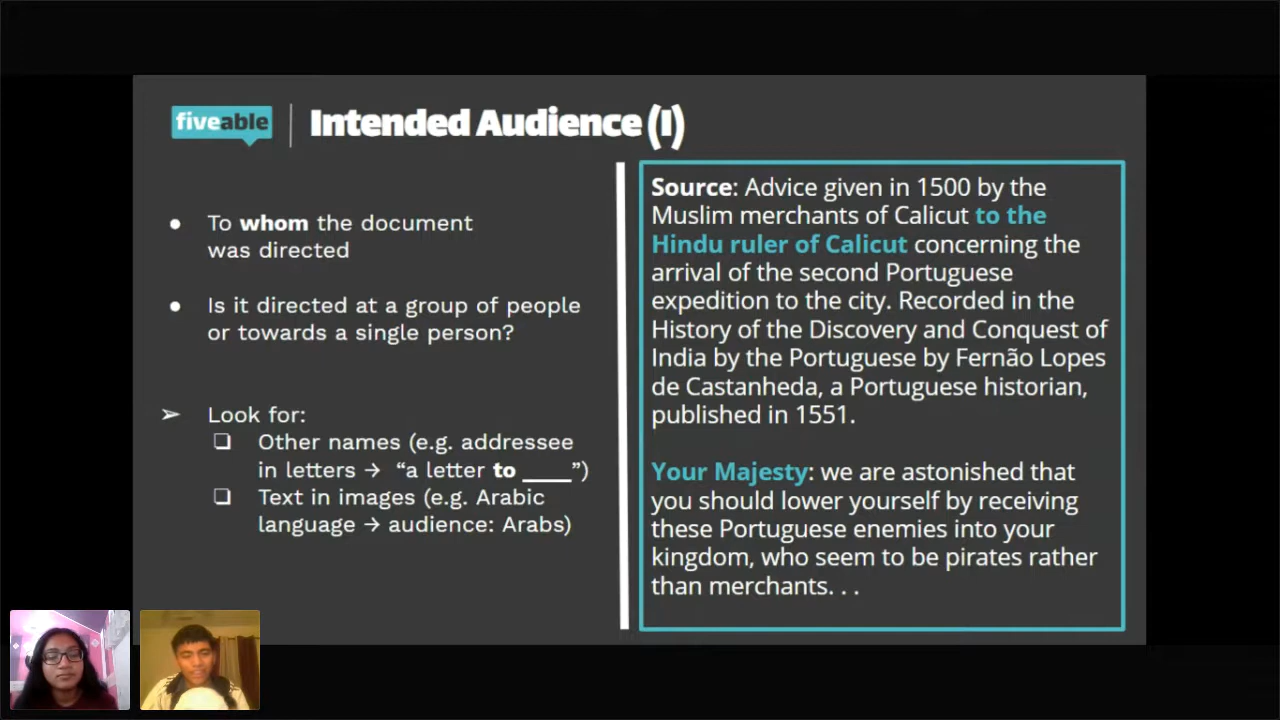 fiveable
Intended Audience (I)
● To whom the document
was directed
● Is it directed at a group of people
or towards a single person?
➢ Look for:
❏ Other names (e.g. addressee
in letters → “a letter to ____”)
❏ Text in images (e.g. Arabic
language → audience: Arabs)
Source: Advice given in 1500 by the
Muslim merchants of Calicut to the
Hindu ruler of Calicut concerning the
arrival of the second Portuguese
expedition to the city. Recorded in the
History of the Discovery and Conquest of
India by the Portuguese by Fernão Lopes
de Castanheda, a Portuguese historian,
published in 1551.
Your Majesty: we are astonished that
you should lower yourself by receiving
these Portuguese enemies into your
kingdom, who seem to be pirates rather
than merchants. . .